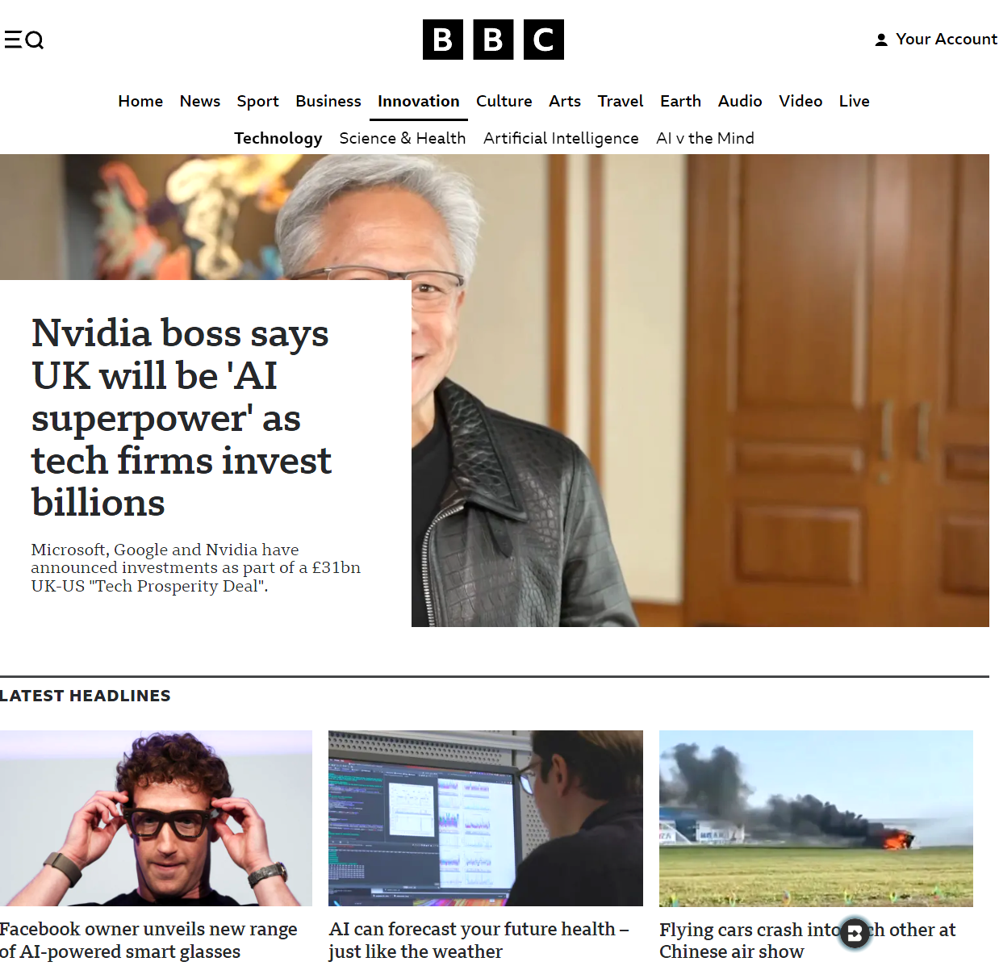 BBC
Your Account
Home News Sport Business Innovation Culture Arts Travel Earth Audio Video Live
Technology Science & Health Artificial Intelligence AI v the Mind
Nvidia boss says
UK will be 'AI
superpower' as
tech firms invest
billions
Microsoft, Google and Nvidia have
announced investments as part of a £31bn
UK-US "Tech Prosperity Deal".
LATEST HEADLINES
Facebook owner unveils new range
of AI-powered smart glasses
AI can forecast your future health –
just like the weather
Flying cars crash into other at
Chinese air show